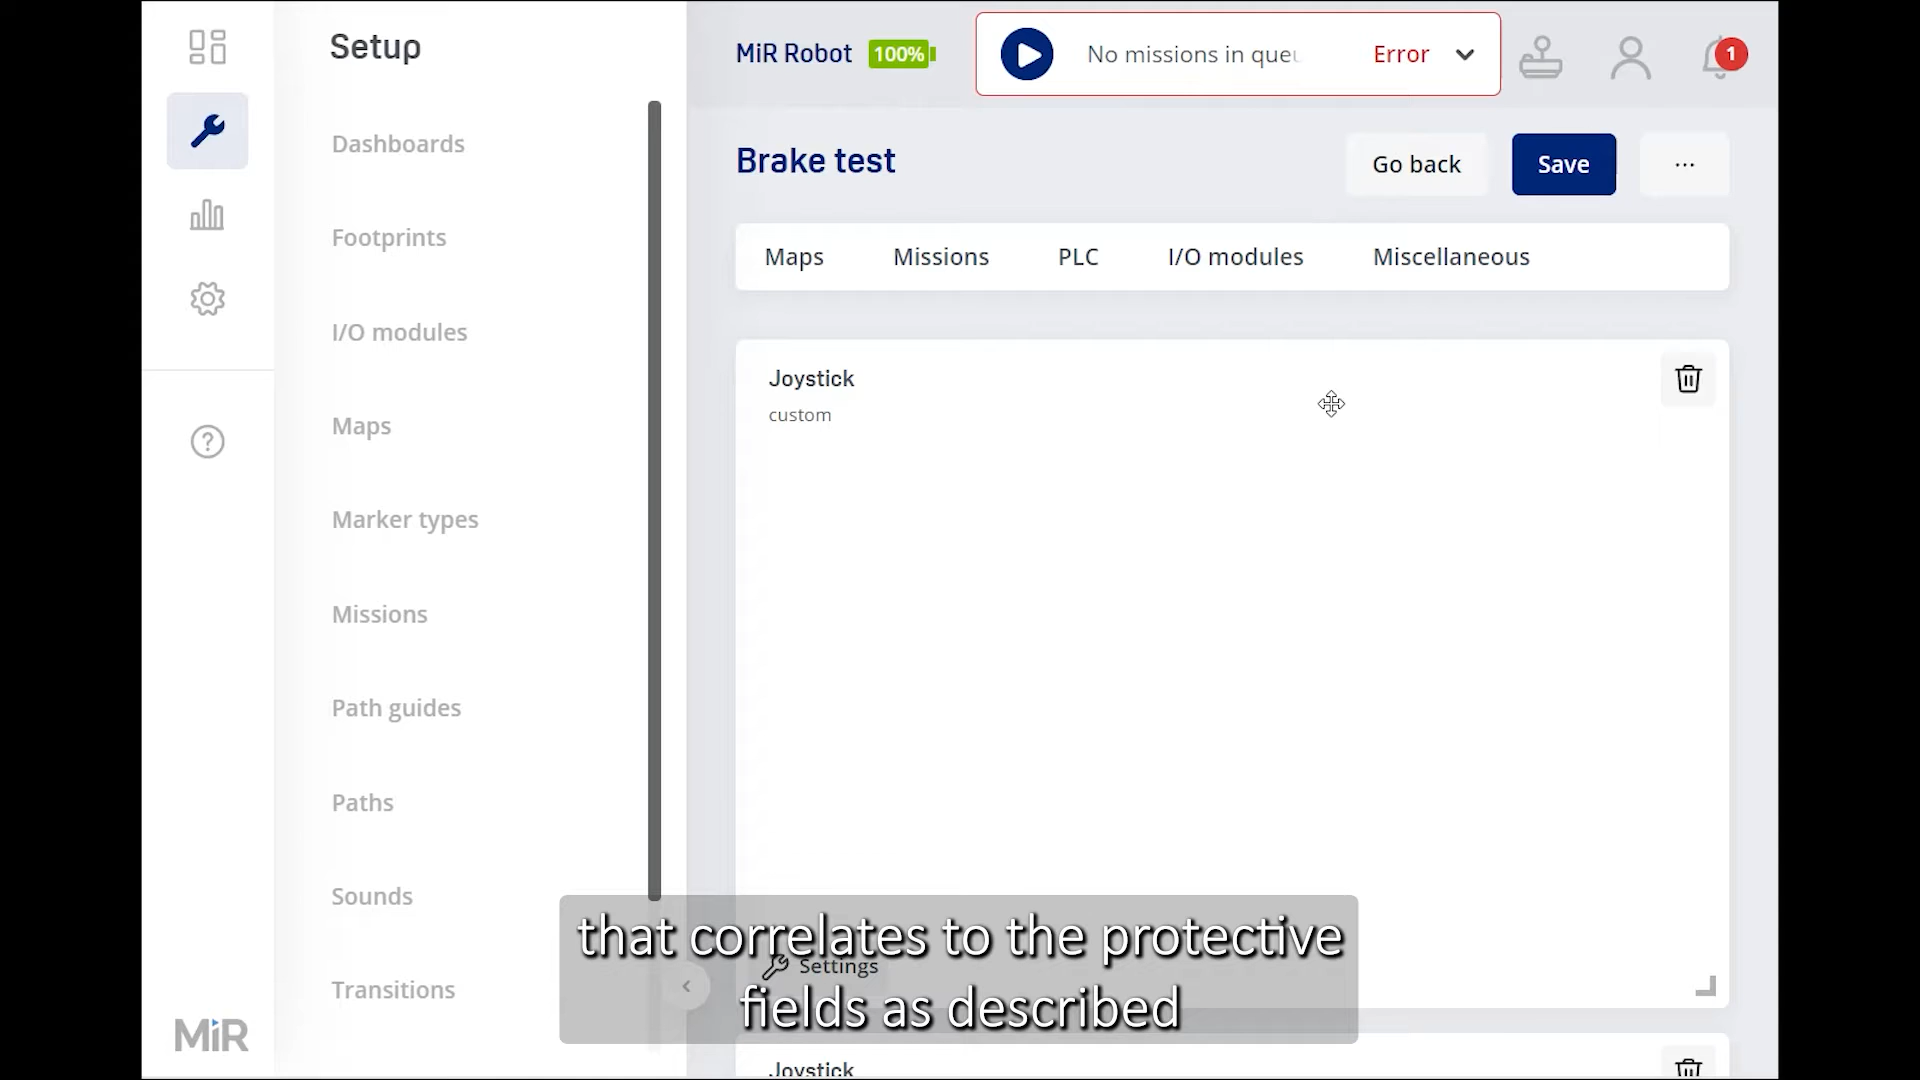 Setup
Dashboards
Footprints
I/O modules
Maps
Marker types
Missions
Path guides
Paths
Sounds
Transitions
MiR
MiR Robot 100%
No missions in queu
Error
1
Brake test
Go back
Save
...
Maps Missions PLC I/O modules Miscellaneous
Joystick
custom
Settings
Joystick
that correlates to the protective
fields as described